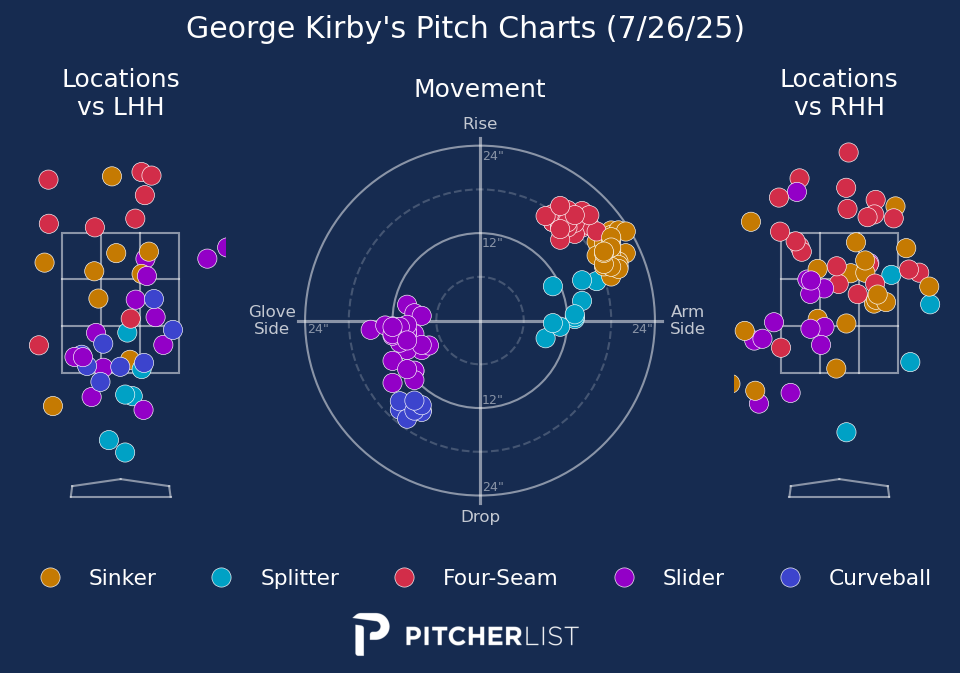 George Kirby's Pitch Charts (7/26/25)
Locations
vs LHH
Movement
Locations
vs RHH
Rise
24"
12"
Glove
Side
24"
24"
Arm
Side
12"
24"
Drop
Sinker
Splitter
Four-Seam
Slider
Curveball
PITCHERLIST